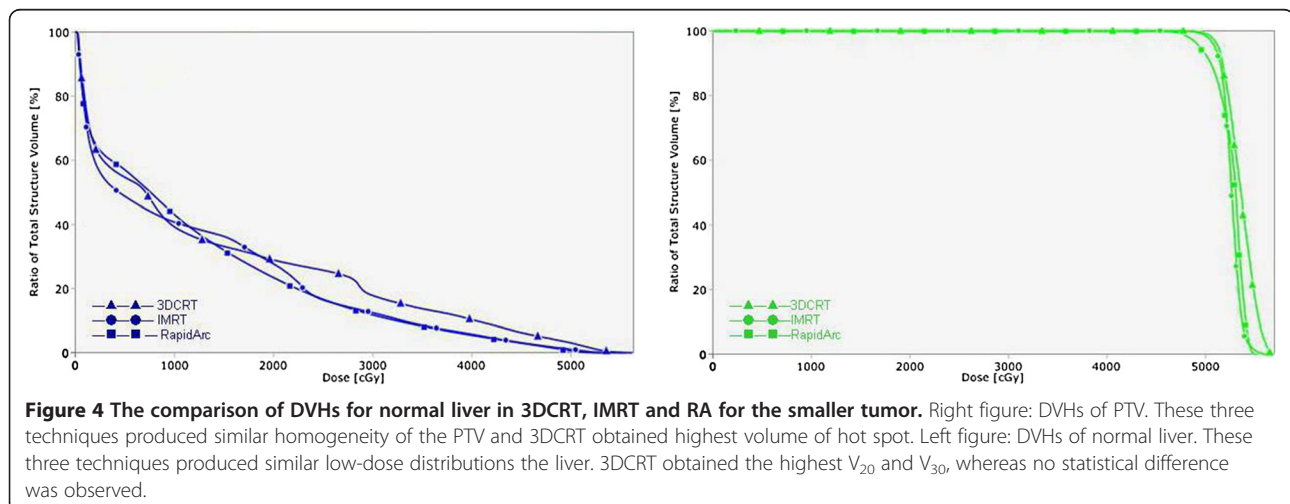 Ratio of Total Structure Volume [%]
100
80
60
40
20
0
3DCRT
IMRT
RapidArc
0 1000 2000 3000 4000 5000
Dose [cGy]
Ratio of Total Structure Volume [%]
100
80
60
40
20
0
3DCRT
IMRT
RapidArc
0 1000 2000 3000 4000 5000
Dose [cGy]
Figure 4 The comparison of DVHs for normal liver in 3DCRT, IMRT and RA for the smaller tumor. Right figure: DVHs of PTV. These three
techniques produced similar homogeneity of the PTV and 3DCRT obtained highest volume of hot spot. Left figure: DVHs of normal liver. These
three techniques produced similar low-dose distributions the liver. 3DCRT obtained the highest V20 and V30, whereas no statistical difference
was observed.